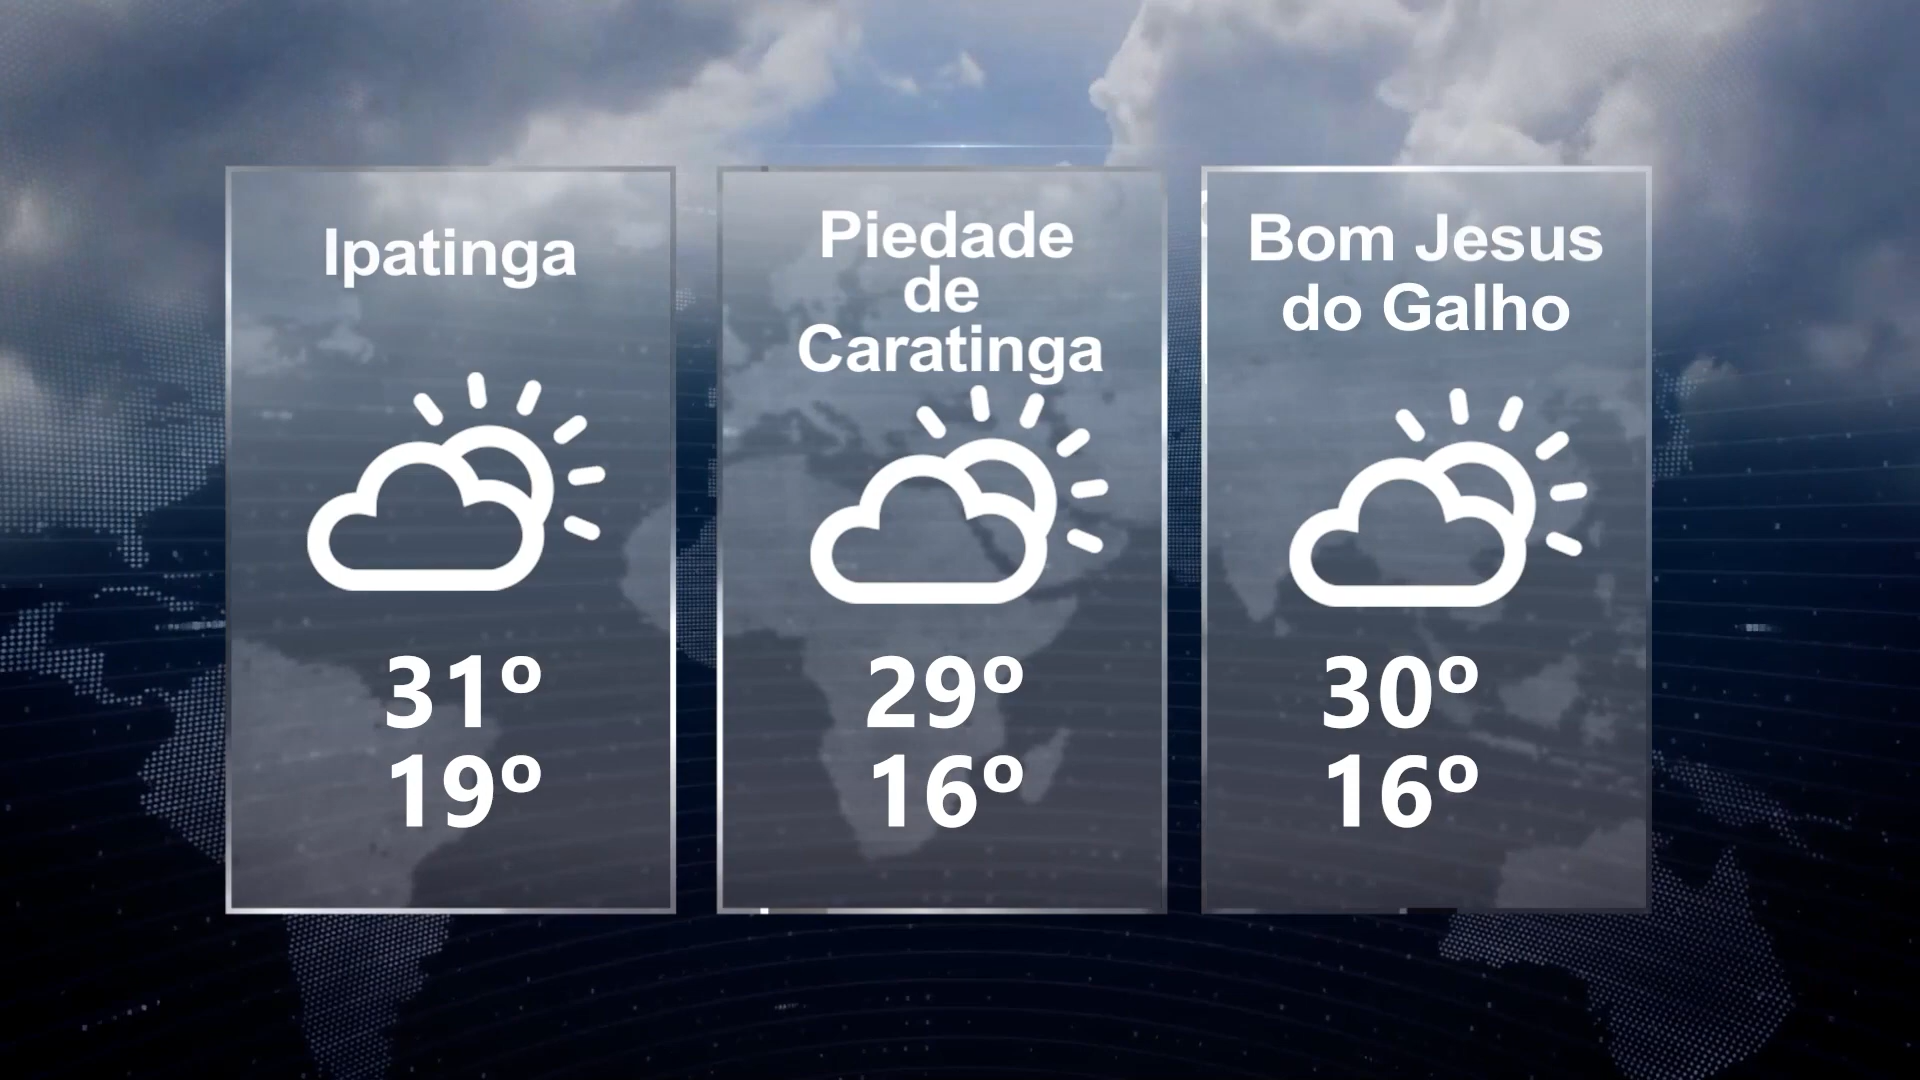 Ipatinga
31º
19º
Piedade
de
Caratinga
29º
16º
Bom Jesus
do Galho
30º
16º